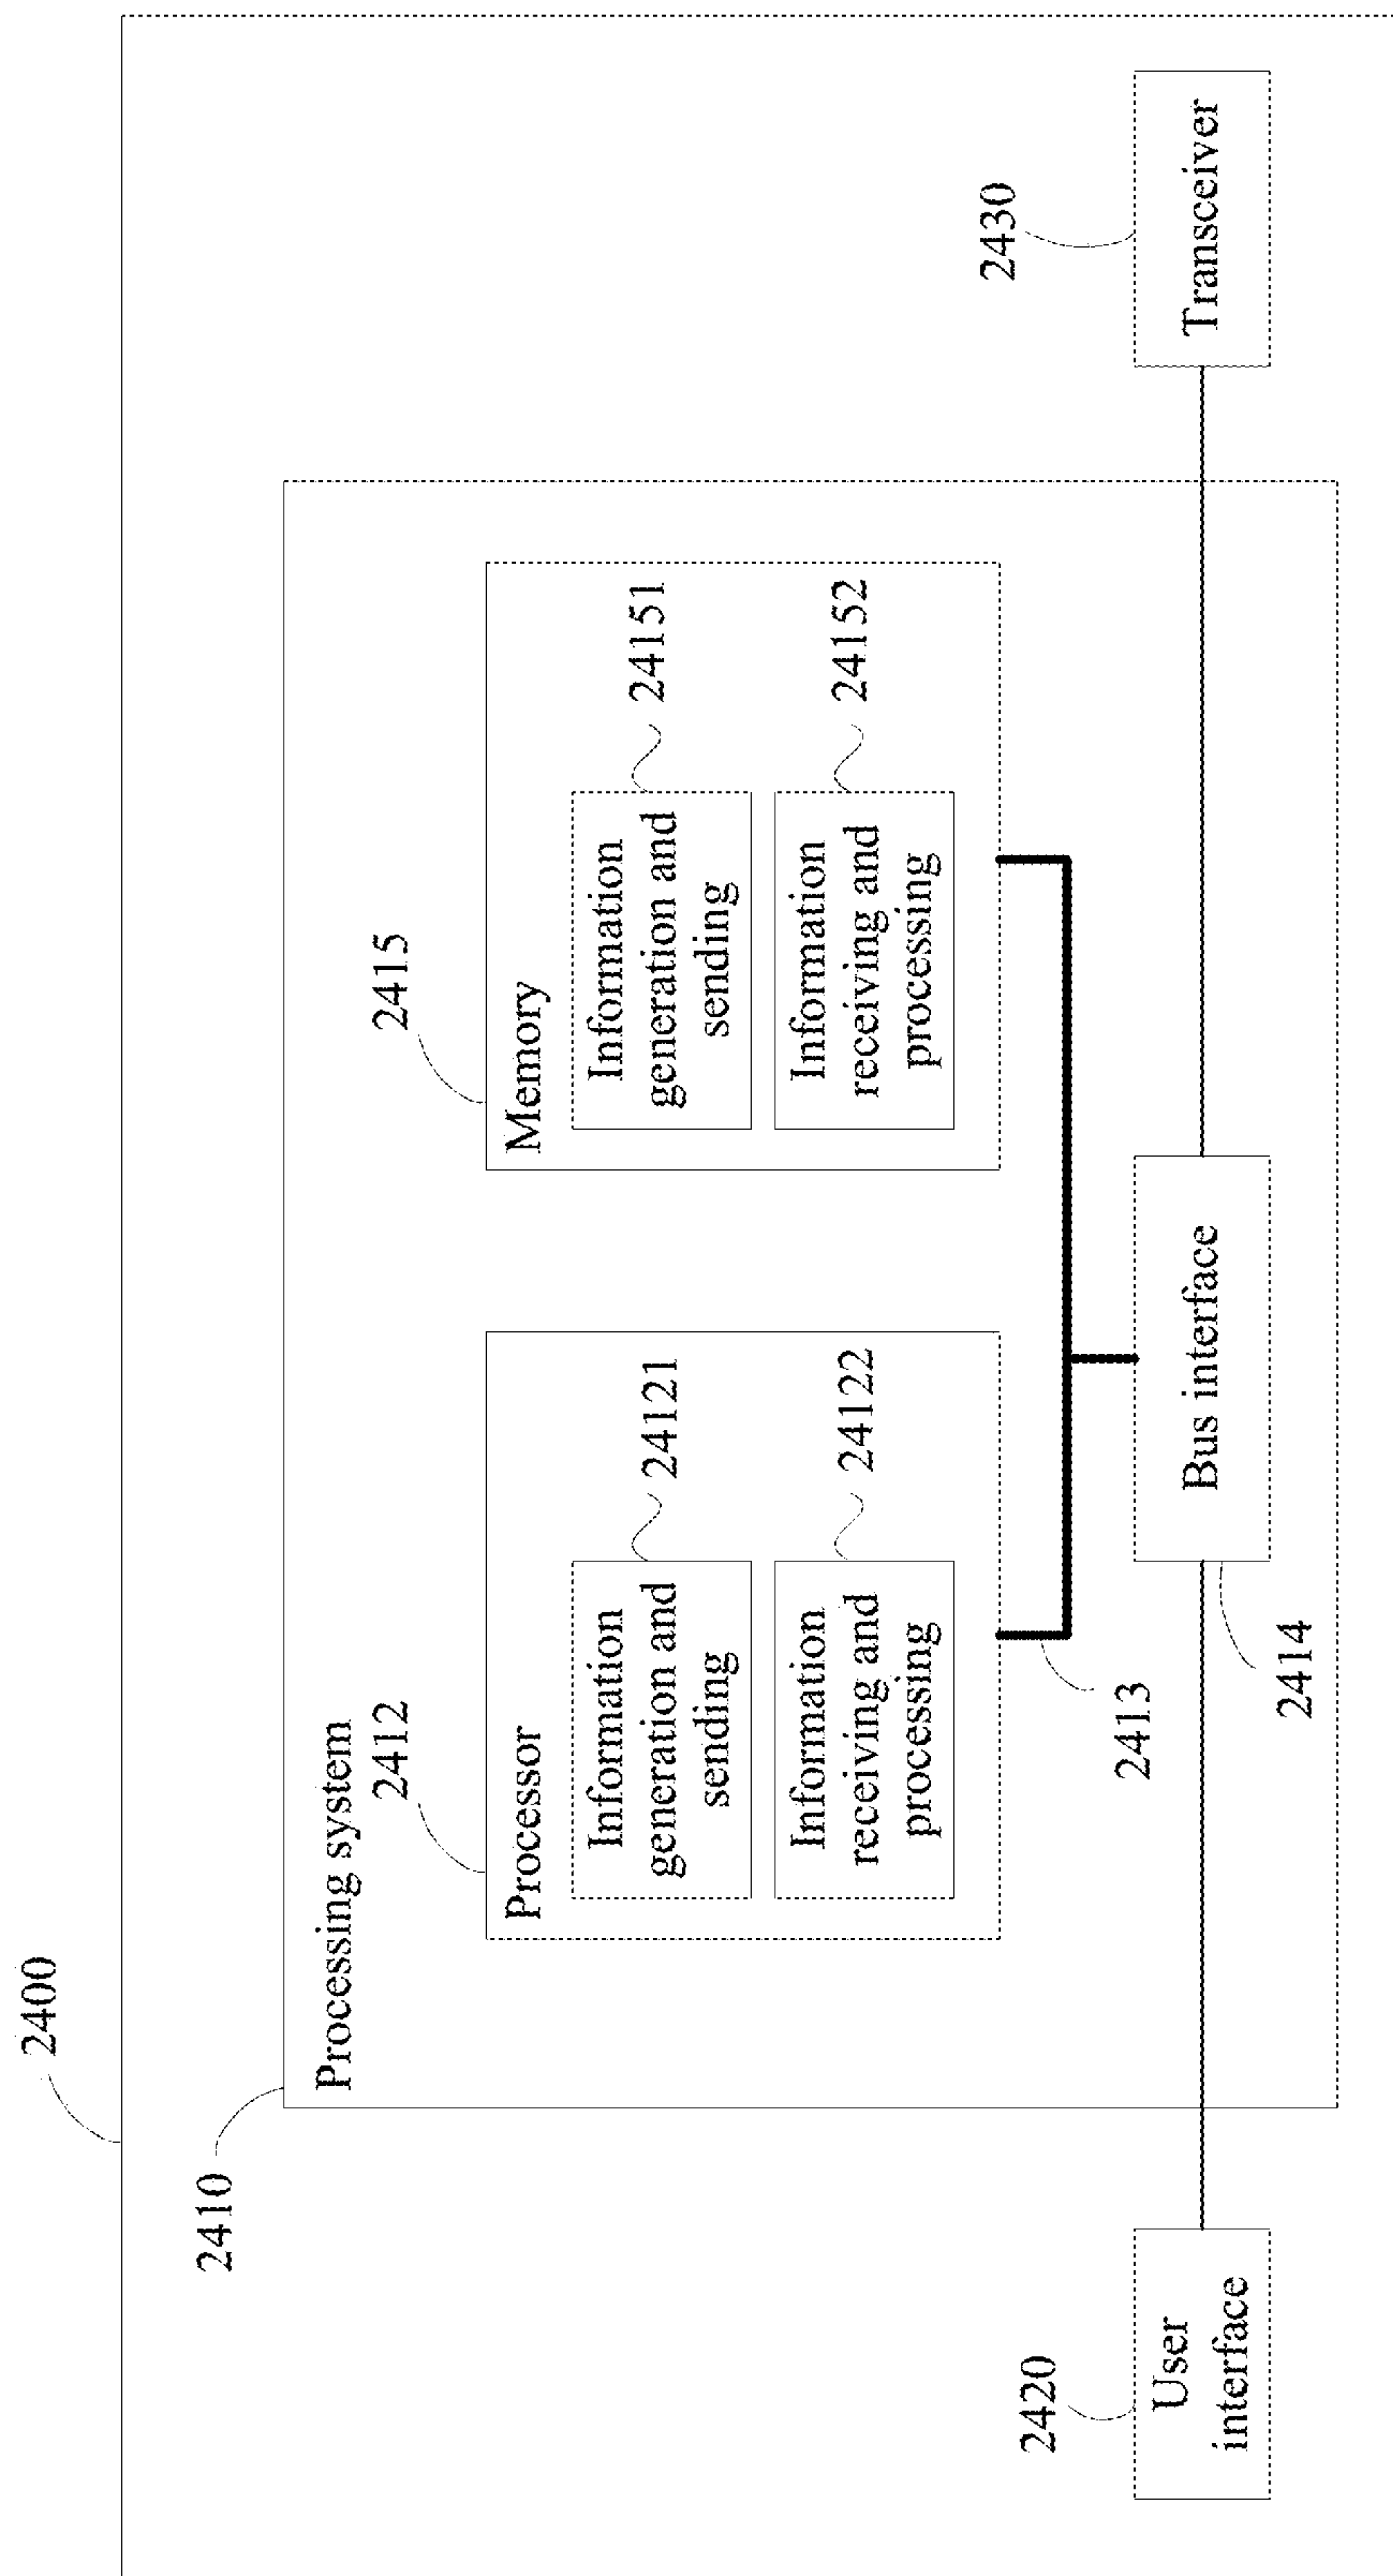 2400
2410
Processing system
2412
Processor
Information
generation and
sending
24121
Information
receiving and
processing
24122
2415
Memory
Information
generation and
sending
24151
Information
receiving and
processing
24152
2413
2420
User
interface
Bus interface
2414
2430
Transceiver